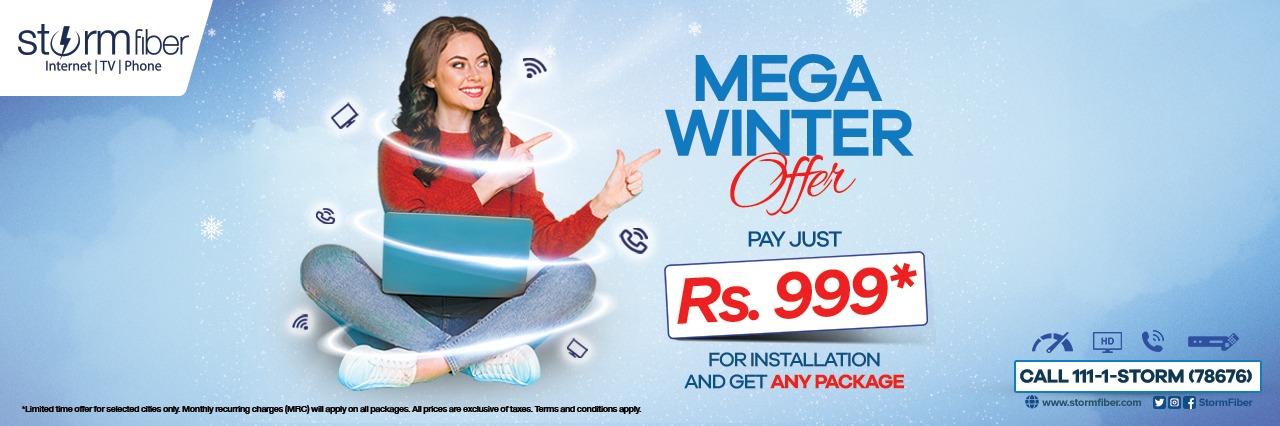 stormfiber
Internet | TV | Phone
MEGA
WINTER
Offer
PAY JUST
Rs. 999*
FOR INSTALLATION
AND GET ANY PACKAGE
HD
CALL 111-1-STORM (78676)
www.stormfiber.com StormFiber
*Limited time offer for selected cities only. Monthly recurring charges (MRC) will apply on all packages. All prices are exclusive of taxes. Terms and conditions apply.